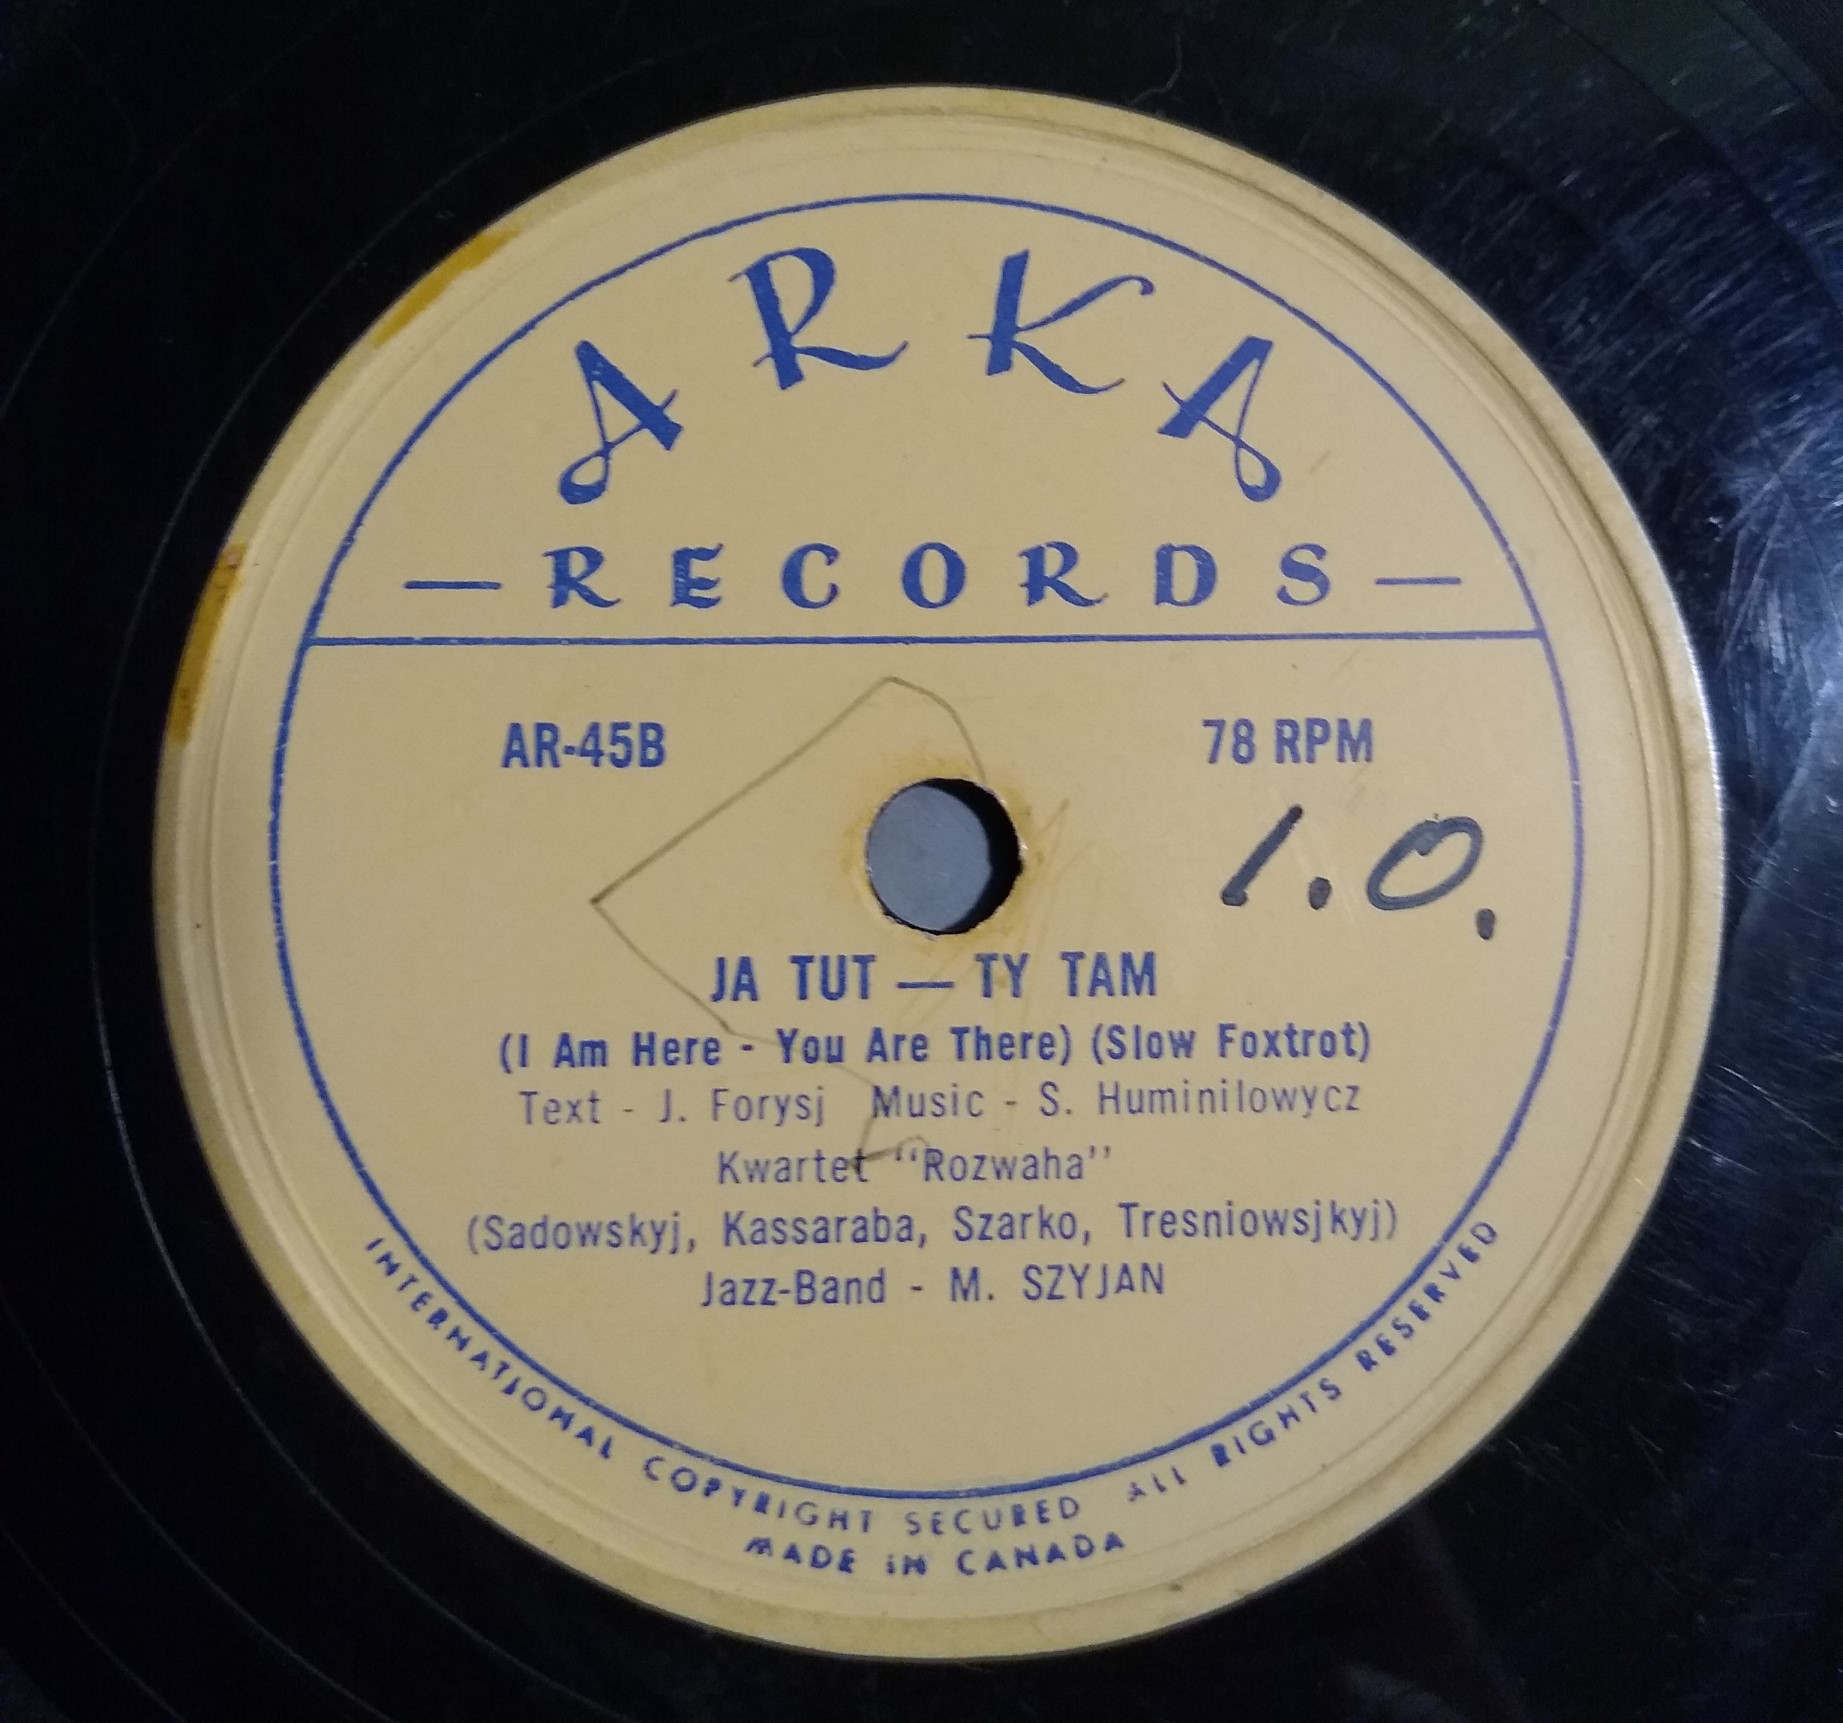 ARKA
— RECORDS —
AR-45B 78 RPM
1.0.
JA TUT — TY TAM
(I Am Here - You Are There) (Slow Foxtrot)
Text - J. Forysj Music - S. Huminilowycz
Kwartet "Rozwaha"
(Sadowskyj, Kassaraba, Szarko, Tresniowsjkyj)
Jazz-Band - M. SZYJAN
INTERNATIONAL COPYRIGHT SECURED ALL RIGHTS RESERVED
MADE iN CANADA